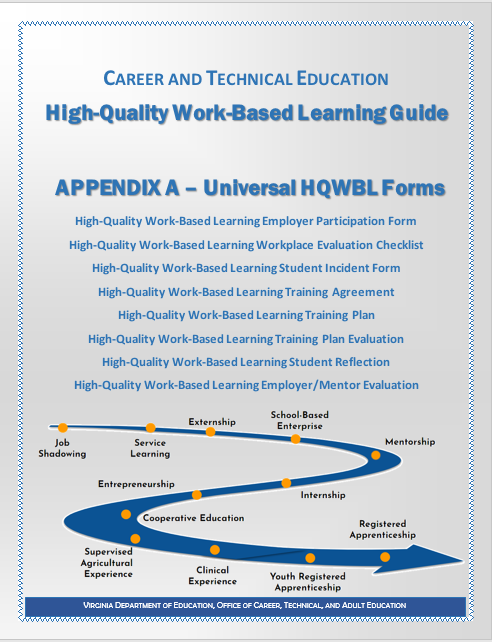 CAREER AND TECHNICAL EDUCATION
High-Quality Work-Based Learning Guide
APPENDIX A – Universal HQWBL Forms
High-Quality Work-Based Learning Employer Participation Form
High-Quality Work-Based Learning Workplace Evaluation Checklist
High-Quality Work-Based Learning Student Incident Form
High-Quality Work-Based Learning Training Agreement
High-Quality Work-Based Learning Training Plan
High-Quality Work-Based Learning Training Plan Evaluation
High-Quality Work-Based Learning Student Reflection
High-Quality Work-Based Learning Employer/Mentor Evaluation
Job
Shadowing
Service
Learning
Externship
School-Based
Enterprise
Mentorship
Internship
Entrepreneurship
Cooperative Education
Supervised
Agricultural
Experience
Clinical
Experience
Youth Registered
Apprenticeship
Registered
Apprenticeship
VIRGINIA DEPARTMENT OF EDUCATION, OFFICE OF CAREER, TECHNICAL, AND ADULT EDUCATION